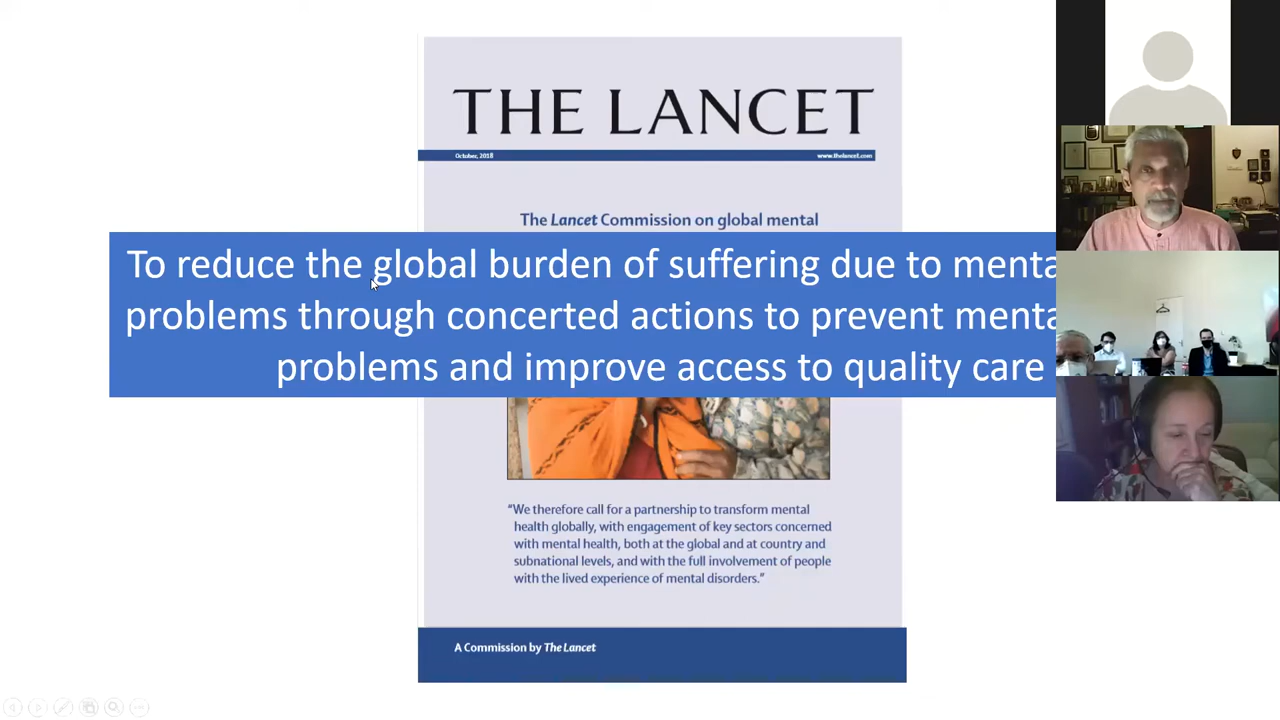 THE LANCET
October, 2018 www.thelancet.com
The Lancet Commission on global mental
To reduce the global burden of suffering due to menta
problems through concerted actions to prevent menta
problems and improve access to quality care
“We therefore call for a partnership to transform mental
health globally, with engagement of key sectors concerned
with mental health, both at the global and at country and
subnational levels, and with the full involvement of people
with the lived experience of mental disorders.”
A Commission by The Lancet